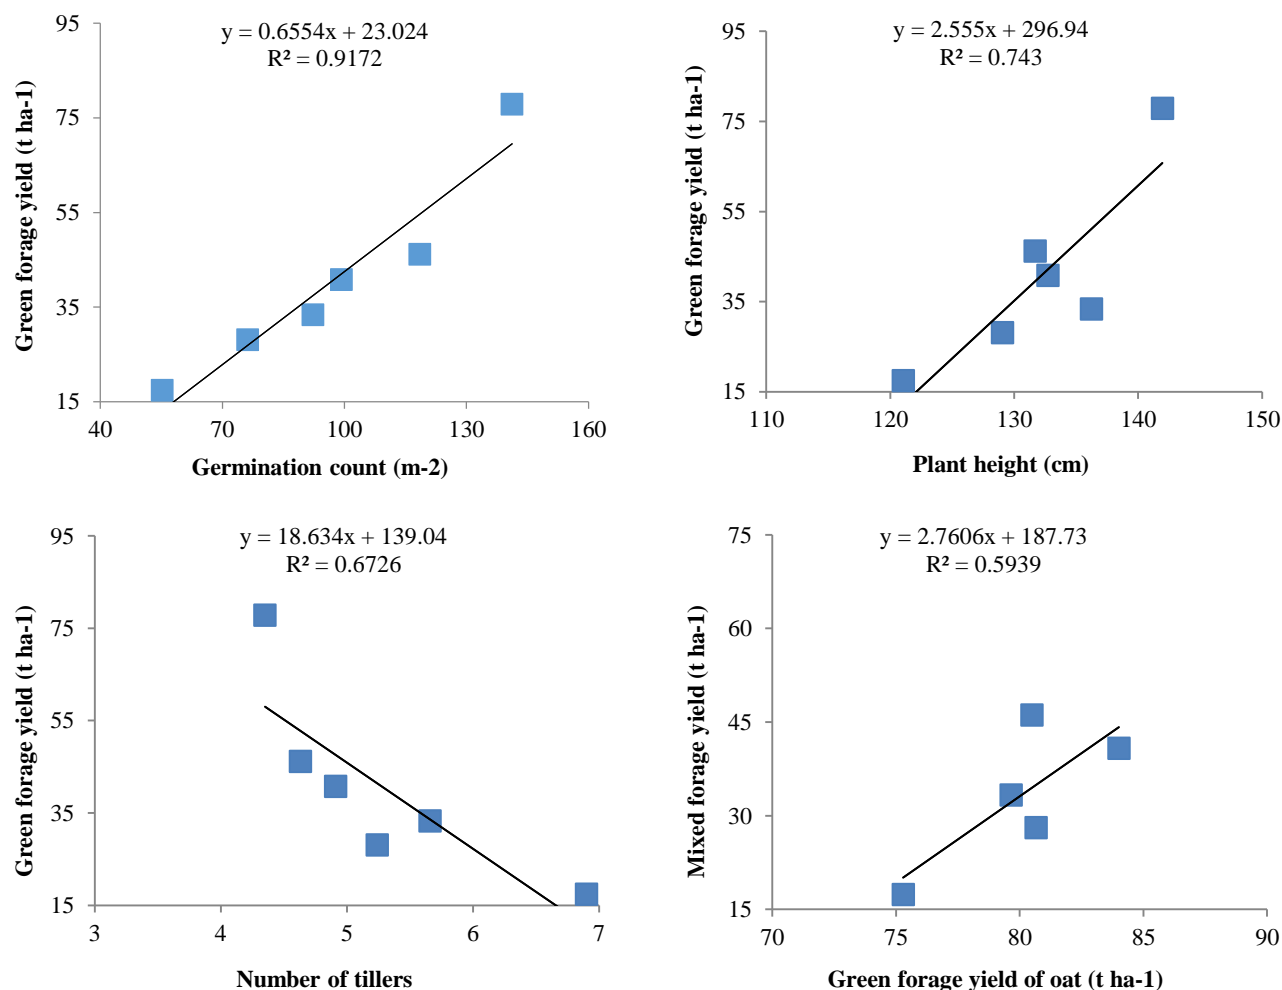 y = 0.6554x + 23.024
R² = 0.9172
Green forage yield (t ha-1)
95
75
55
35
15
40 70 100 130 160
Germination count (m-2)
y = 2.555x + 296.94
R² = 0.743
Green forage yield (t ha-1)
95
75
55
35
15
110 120 130 140 150
Plant height (cm)
y = 18.634x + 139.04
R² = 0.6726
Green forage yield (t ha-1)
95
75
55
35
15
3 4 5 6 7
Number of tillers
y = 2.7606x + 187.73
R² = 0.5939
Mixed forage yield (t ha-1)
75
60
45
30
15
70 75 80 85 90
Green forage yield of oat (t ha-1)